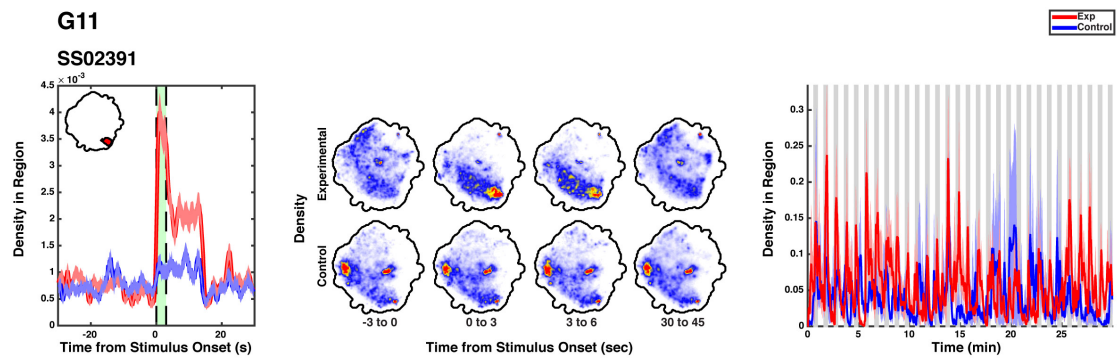 G11
SS02391
Exp
Control
× 10⁻³
4.5
4
3.5
3
2.5
2
1.5
1
0.5
0
Density in Region
-20 0 20
Time from Stimulus Onset (s)
Density
Experimental
Control
-3 to 0 0 to 3 3 to 6 30 to 45
Time from Stimulus Onset (sec)
Density in Region
0.3
0.25
0.2
0.15
0.1
0.05
0
0 5 10 15 20 25
Time (min)